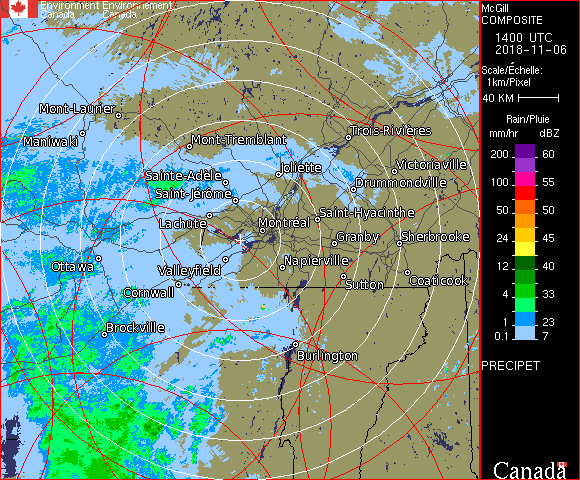 Environment Environnement
Canada Canada
McGill
COMPOSITE
1400 UTC
2018-11-06
Scale/Échelle:
1km/Pixel
40 KM
Rain/Pluie
mm/hr dBZ
200 60
100 55
50 50
24 45
12 40
4 33
1 23
0.1 7
PRECIPET
Canada
Mont-Laurier
Maniwaki
Mont-Tremblant
Trois-Rivières
Sainte-Adèle
Joliette
Victoriaville
Drummondville
Saint-Jérôme
Lachute
Montréal
Saint-Hyacinthe
Granby
Sherbrooke
Ottawa
Valleyfield
Napierville
Cornwall
Sutton
Coaticook
Brockville
Burlington